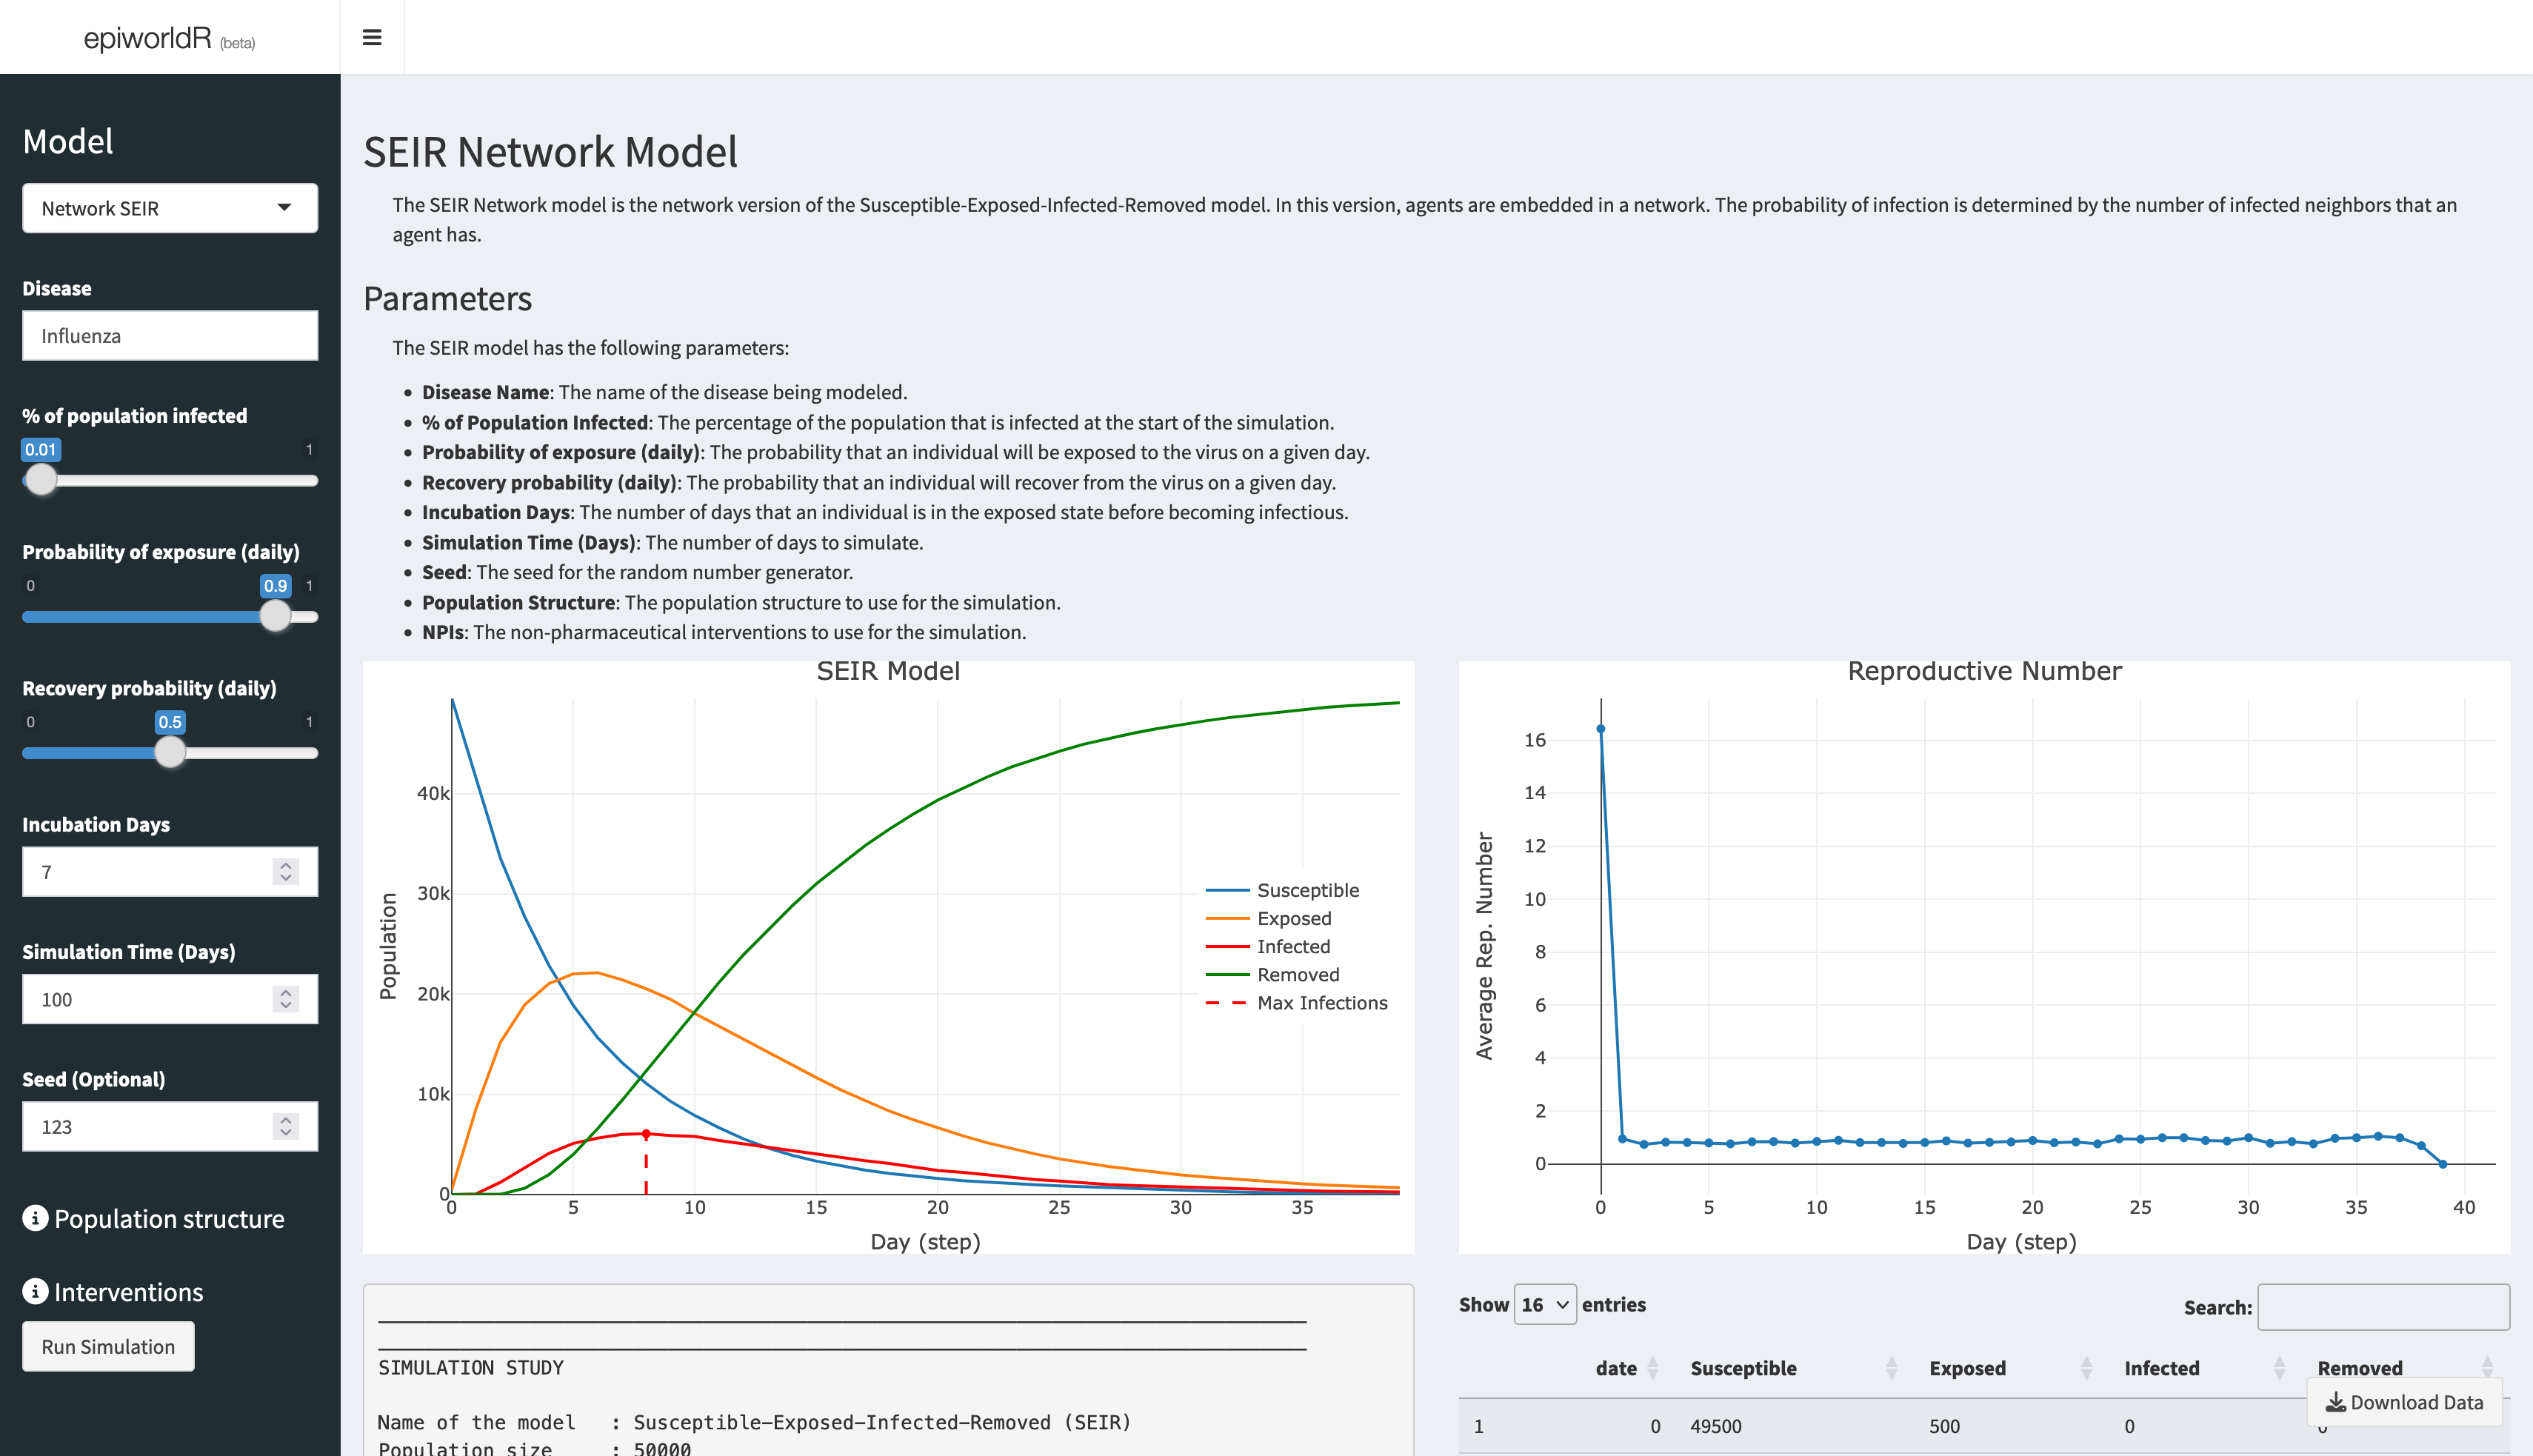 epiworldR (beta)
Model
Network SEIR
Disease
Influenza
% of population infected
0.01
1
Probability of exposure (daily)
0
0.9
1
Recovery probability (daily)
0
0.5
1
Incubation Days
7
Simulation Time (Days)
100
Seed (Optional)
123
Population structure
Interventions
Run Simulation
SEIR Network Model
The SEIR Network model is the network version of the Susceptible-Exposed-Infected-Removed model. In this version, agents are embedded in a network. The probability of infection is determined by the number of infected neighbors that an
agent has.
Parameters
The SEIR model has the following parameters:
• Disease Name: The name of the disease being modeled.
• % of Population Infected: The percentage of the population that is infected at the start of the simulation.
• Probability of exposure (daily): The probability that an individual will be exposed to the virus on a given day.
• Recovery probability (daily): The probability that an individual will recover from the virus on a given day.
• Incubation Days: The number of days that an individual is in the exposed state before becoming infectious.
• Simulation Time (Days): The number of days to simulate.
• Seed: The seed for the random number generator.
• Population Structure: The population structure to use for the simulation.
• NPIs: The non-pharmaceutical interventions to use for the simulation.
SEIR Model
Population
40k
30k
20k
10k
0
0 5 10 15 20 25 30 35
Day (step)
Susceptible
Exposed
Infected
Removed
Max Infections
Reproductive Number
Average Rep. Number
16
14
12
10
8
6
4
2
0
0 5 10 15 20 25 30 35 40
Day (step)
SIMULATION STUDY
Name of the model : Susceptible-Exposed-Infected-Removed (SEIR)
Population size : 50000
Show 16 entries
Search:
date Susceptible Exposed Infected Removed
1 0 49500 500 0
Download Data